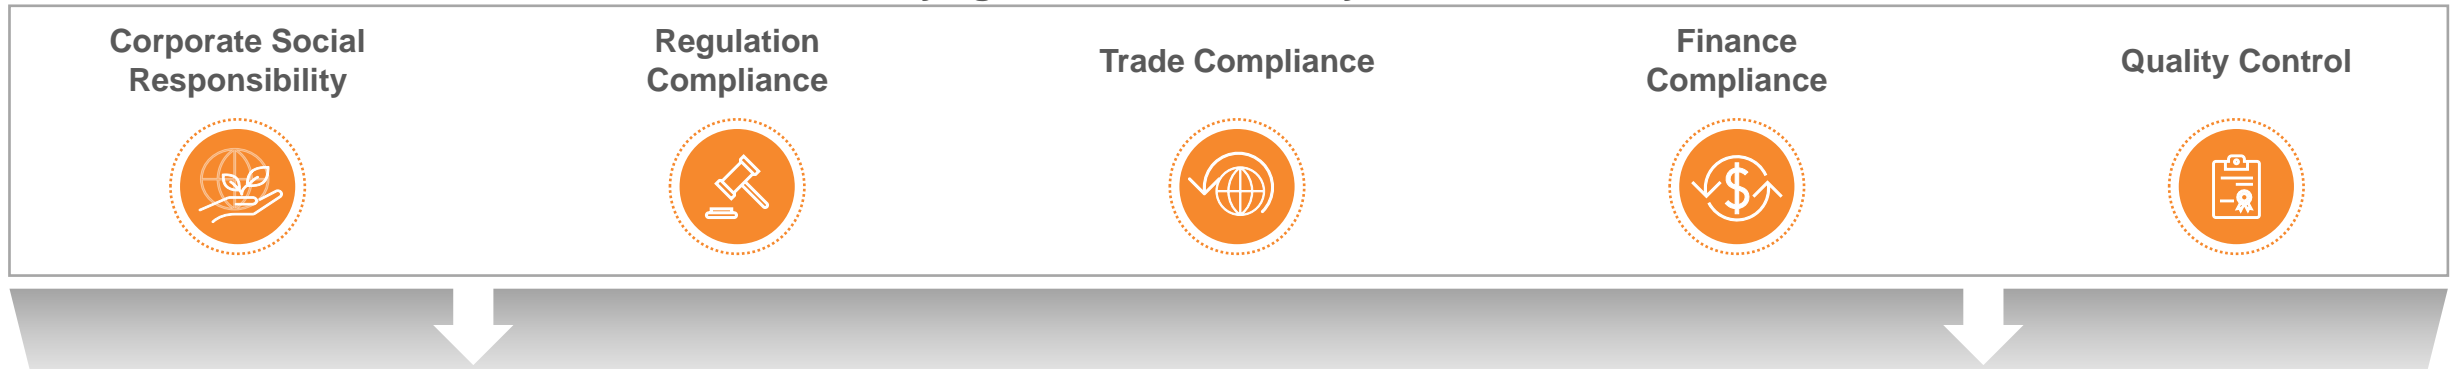 Corporate Social
Responsibility
Regulation
Compliance
Trade Compliance
Finance
Compliance
Quality Control